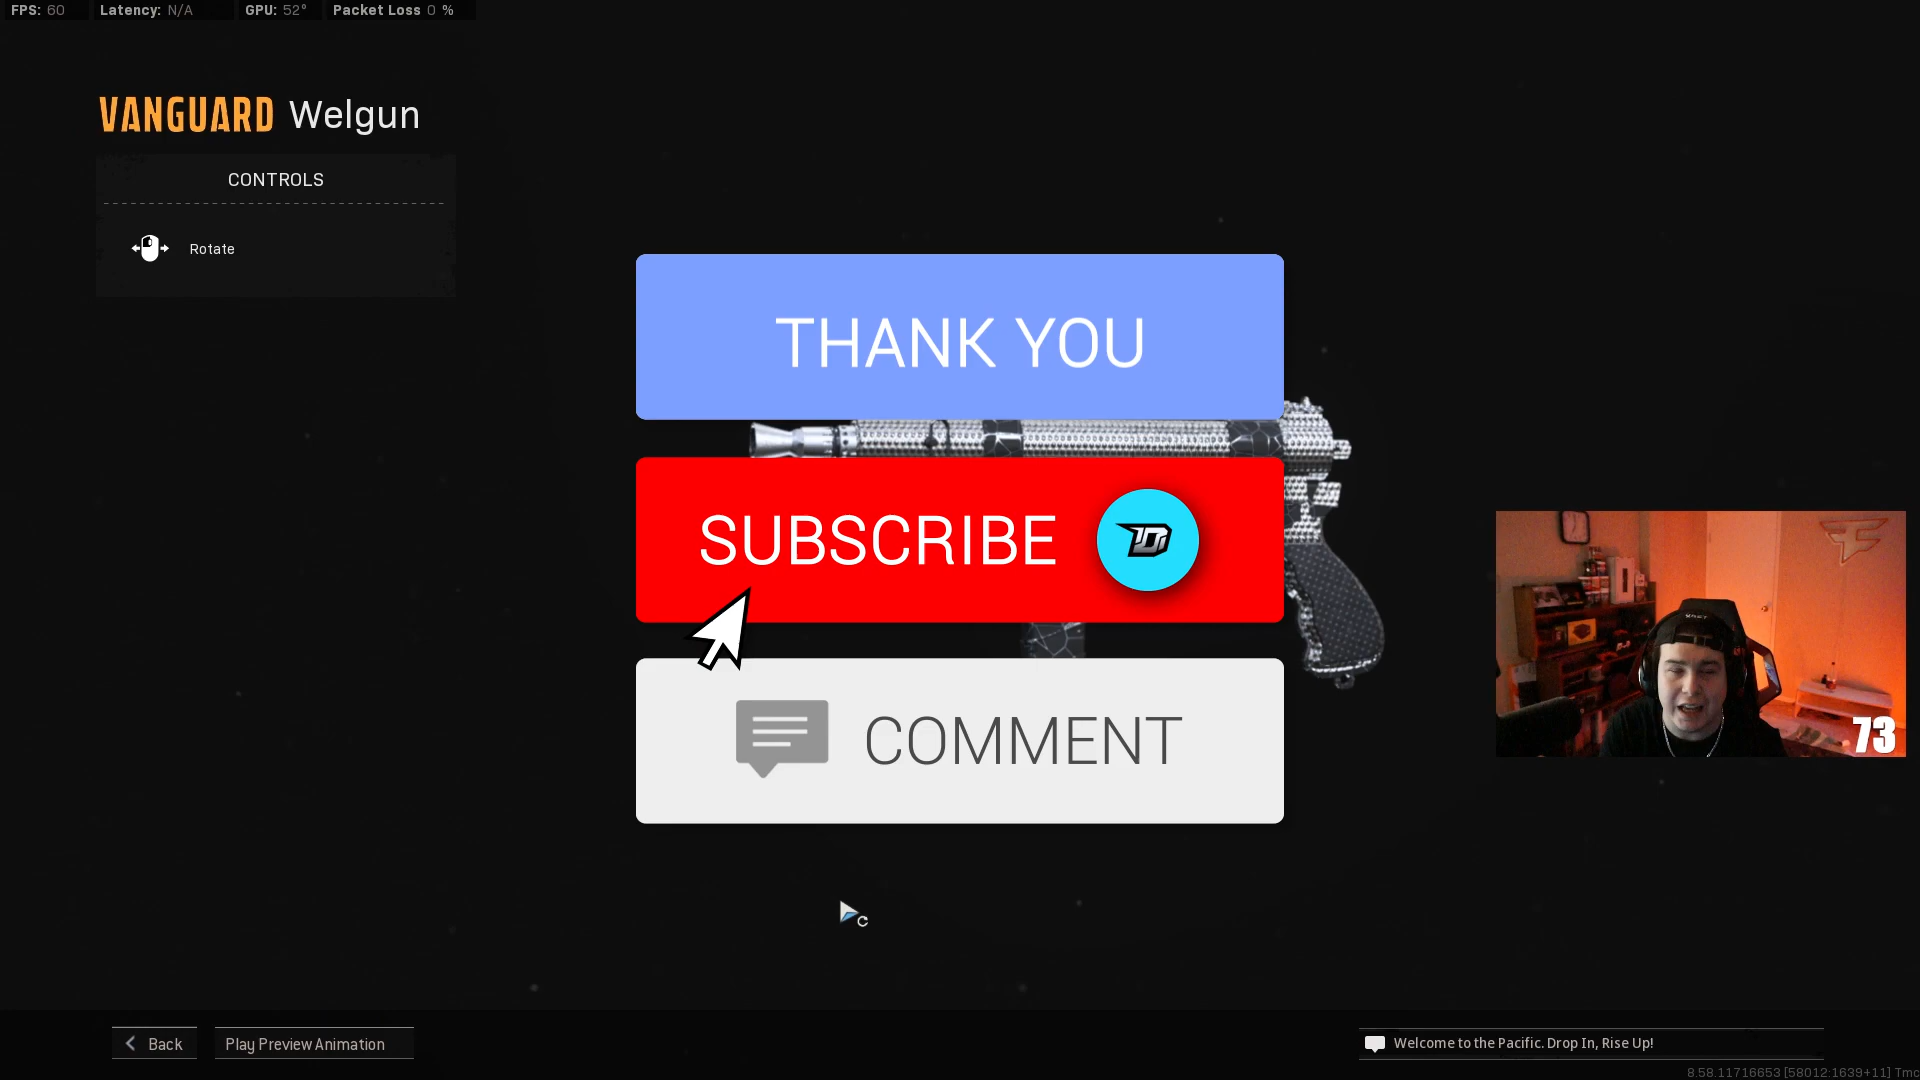 FPS: 60 Latency: N/A GPU: 52° Packet Loss 0 %
VANGUARD Welgun
CONTROLS
Rotate
THANK YOU
SUBSCRIBE
COMMENT
73
Back
Play Preview Animation
Welcome to the Pacific. Drop In, Rise Up!
8.58.11716653 [58012:1639+11] Tmc